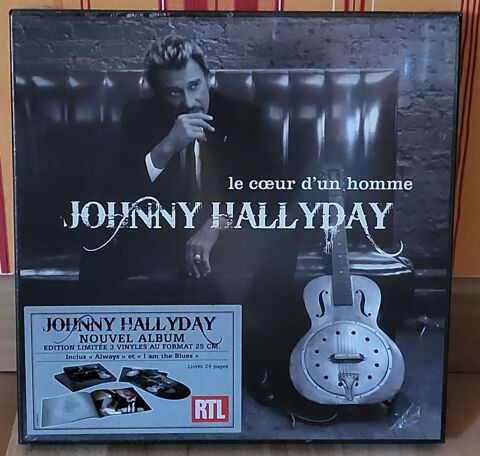 le cœur d'un homme
JOHNNY HALLYDAY
JOHNNY HALLYDAY
NOUVEL ALBUM
EDITION LIMITÉE 3 VINYLES AU FORMAT 25 CM.
Inclus « Always » et « I am the Blues »
Livret 24 pages
RTL